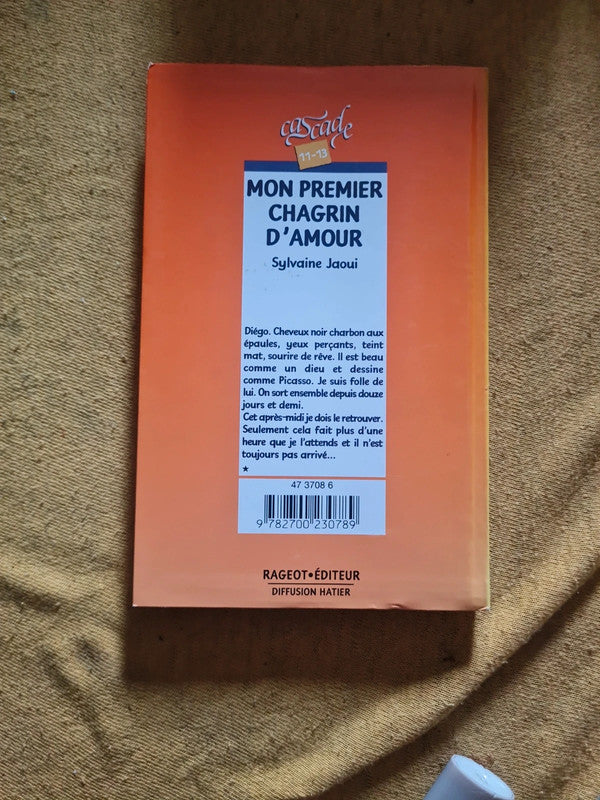 cascade
11-13
MON PREMIER
CHAGRIN
D'AMOUR
Sylvaine Jaoui
Diégo. Cheveux noir charbon aux
épaules, yeux perçants, teint
mat, sourire de rêve. Il est beau
comme un dieu et dessine
comme Picasso. Je suis folle de
lui. On sort ensemble depuis douze
jours et demi.
Cet après-midi je dois le retrouver.
Seulement cela fait plus d'une
heure que je l'attends et il n'est
toujours pas arrivé...
★
47 3708 6
9 782700 230789
RAGEOT•ÉDITEUR
DIFFUSION HATIER